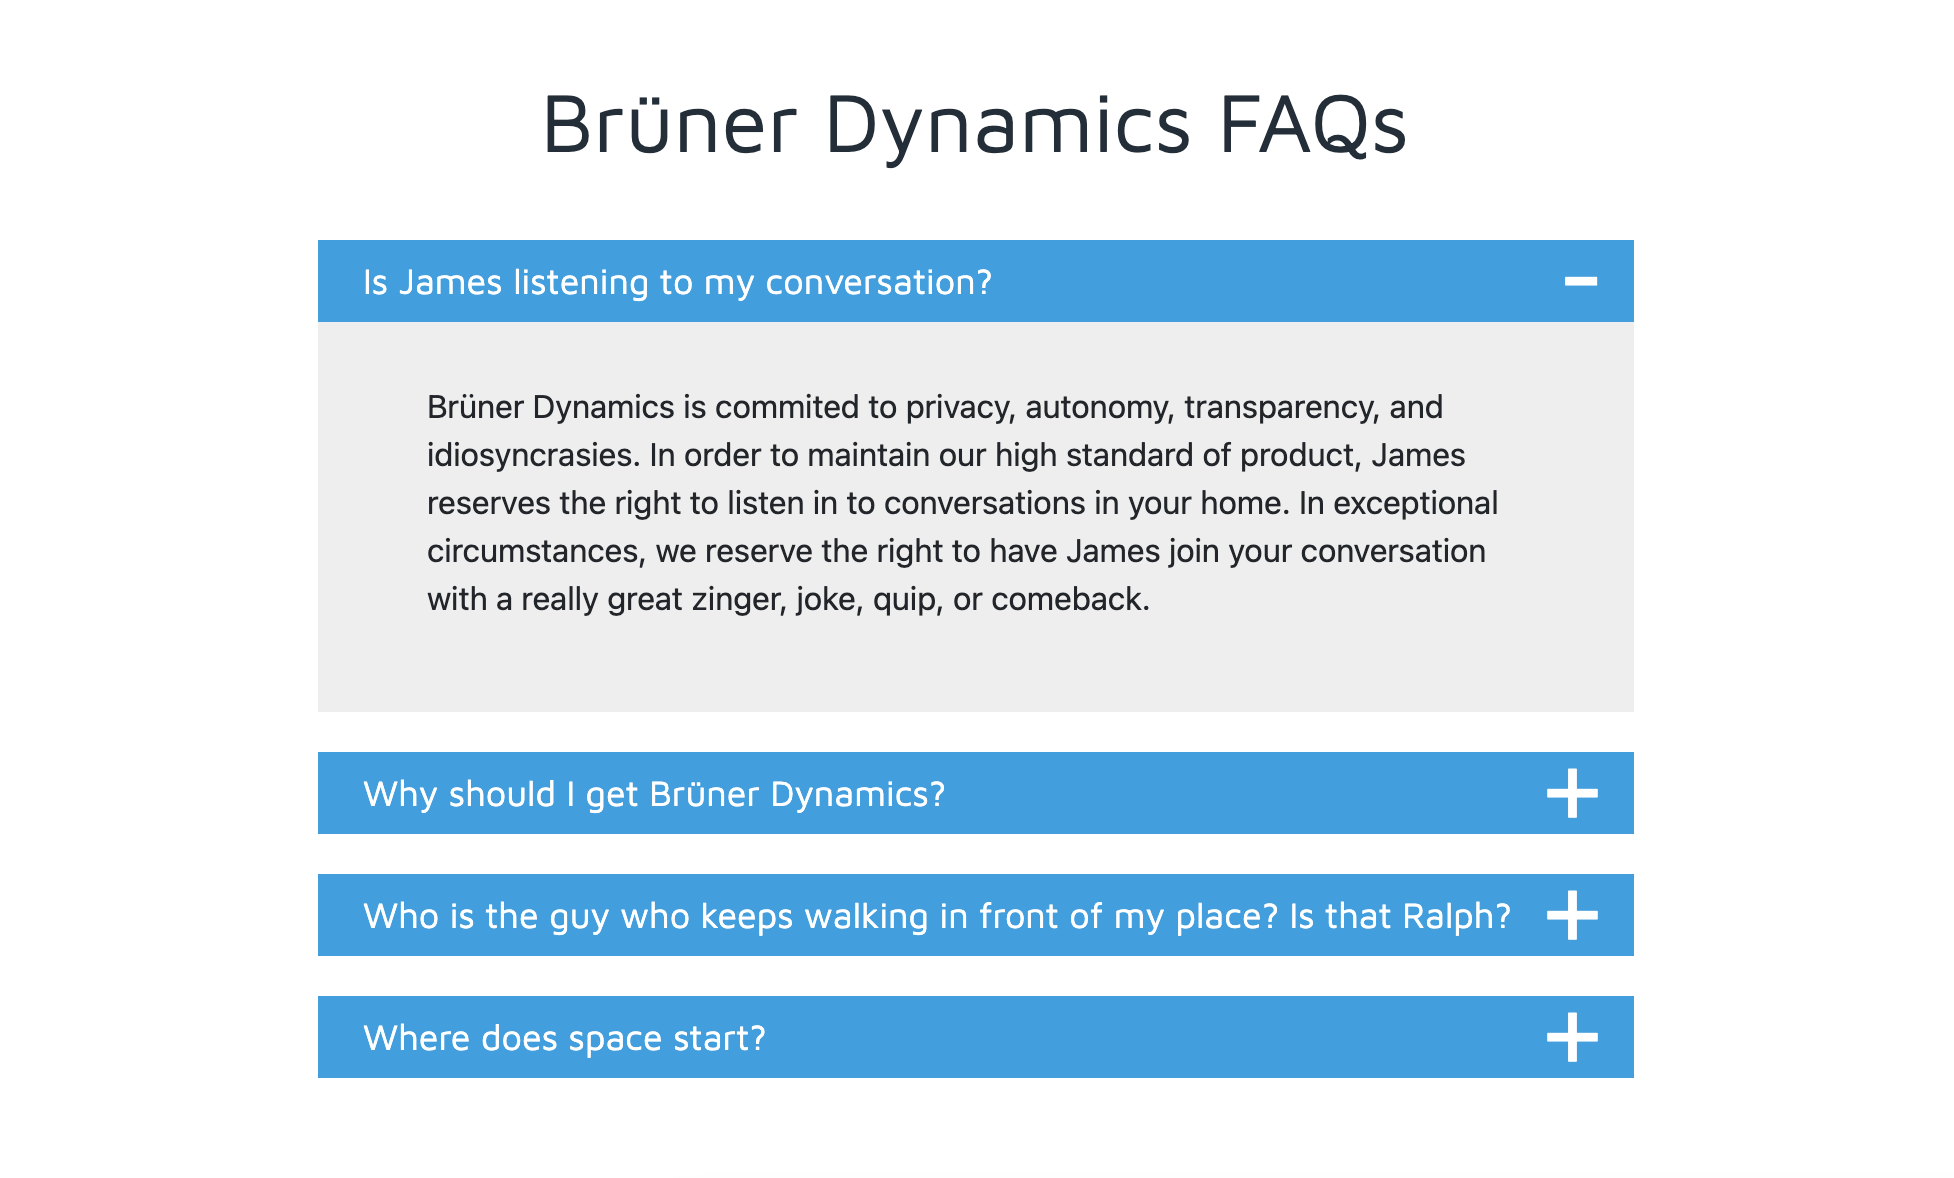 Brüner Dynamics FAQs
Is James listening to my conversation?
Brüner Dynamics is commited to privacy, autonomy, transparency, and
idiosyncrasies. In order to maintain our high standard of product, James
reserves the right to listen in to conversations in your home. In exceptional
circumstances, we reserve the right to have James join your conversation
with a really great zinger, joke, quip, or comeback.
Why should I get Brüner Dynamics?
Who is the guy who keeps walking in front of my place? Is that Ralph?
Where does space start?